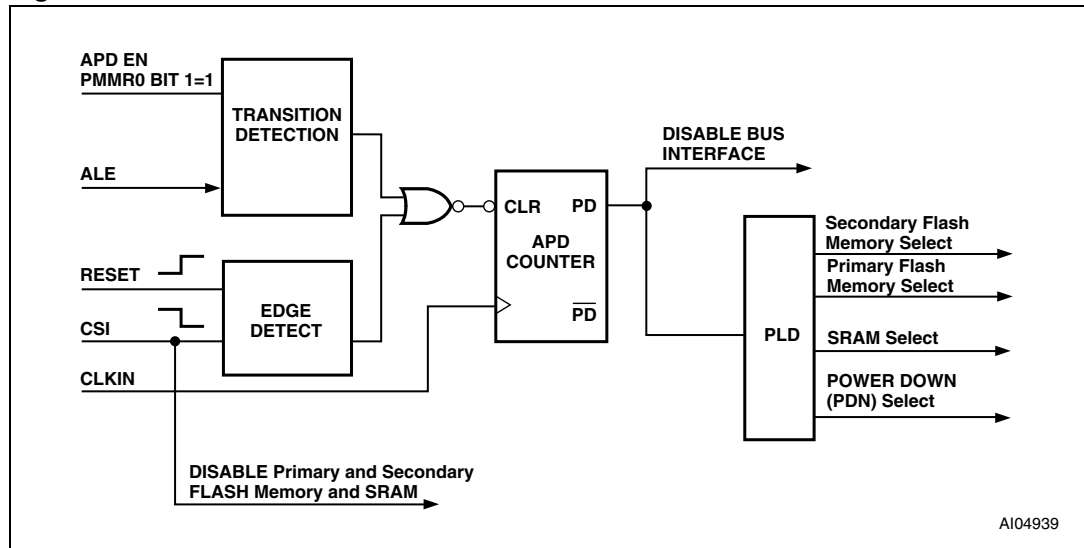 APD EN
PMMR0 BIT 1=1
TRANSITION
DETECTION
ALE
RESET
EDGE
DETECT
CSI
CLKIN
DISABLE Primary and Secondary
FLASH Memory and SRAM
CLR
PD
APD
COUNTER
PD
DISABLE BUS
INTERFACE
PLD
Secondary Flash
Memory Select
Primary Flash
Memory Select
SRAM Select
POWER DOWN
(PDN) Select
AI04939